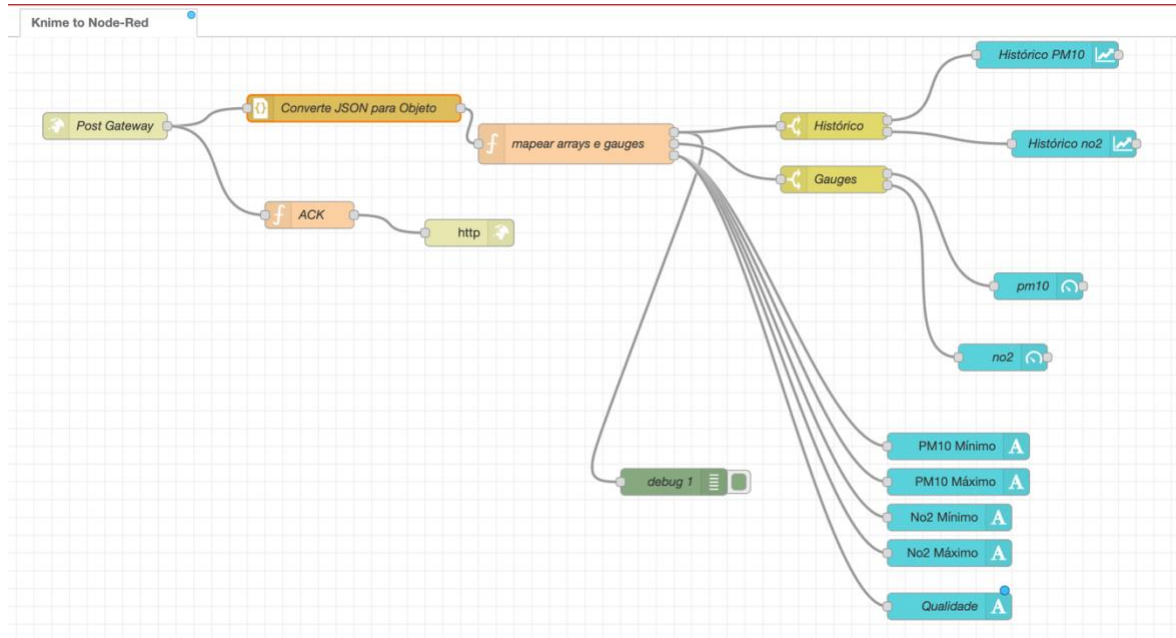 Knime to Node-Red
Histórico PM10
Converte JSON para Objeto
Post Gateway
Histórico
mapear arrays e gauges
Histórico no2
Gauges
ACK
http
pm10
no2
PM10 Mínimo
debug 1
PM10 Máximo
No2 Mínimo
No2 Máximo
Qualidade